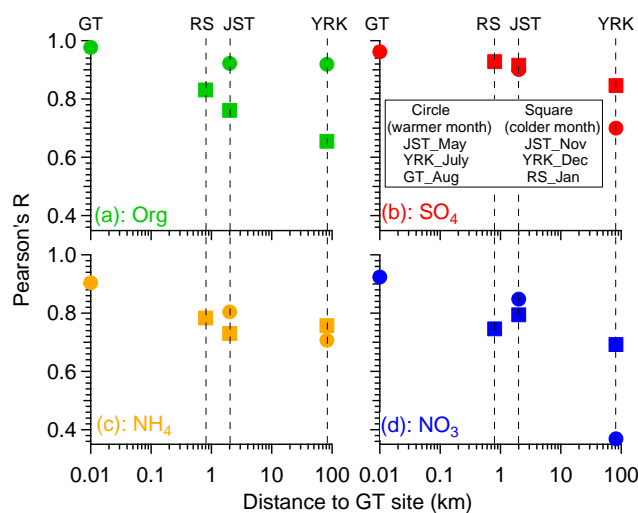 GT RS JST YRK GT RS JST YRK
1.0
0.8
0.6
0.4
(a): Org
Circle Square
(warmer month) (colder month)
JST_May JST_Nov
YRK_July YRK_Dec
GT_Aug RS_Jan
(b): SO4
Pearson's R
1.0
0.8
0.6
0.4
(c): NH4
(d): NO3
0.01 0.1 1 10 100 0.01 0.1 1 10 100
Distance to GT site (km)